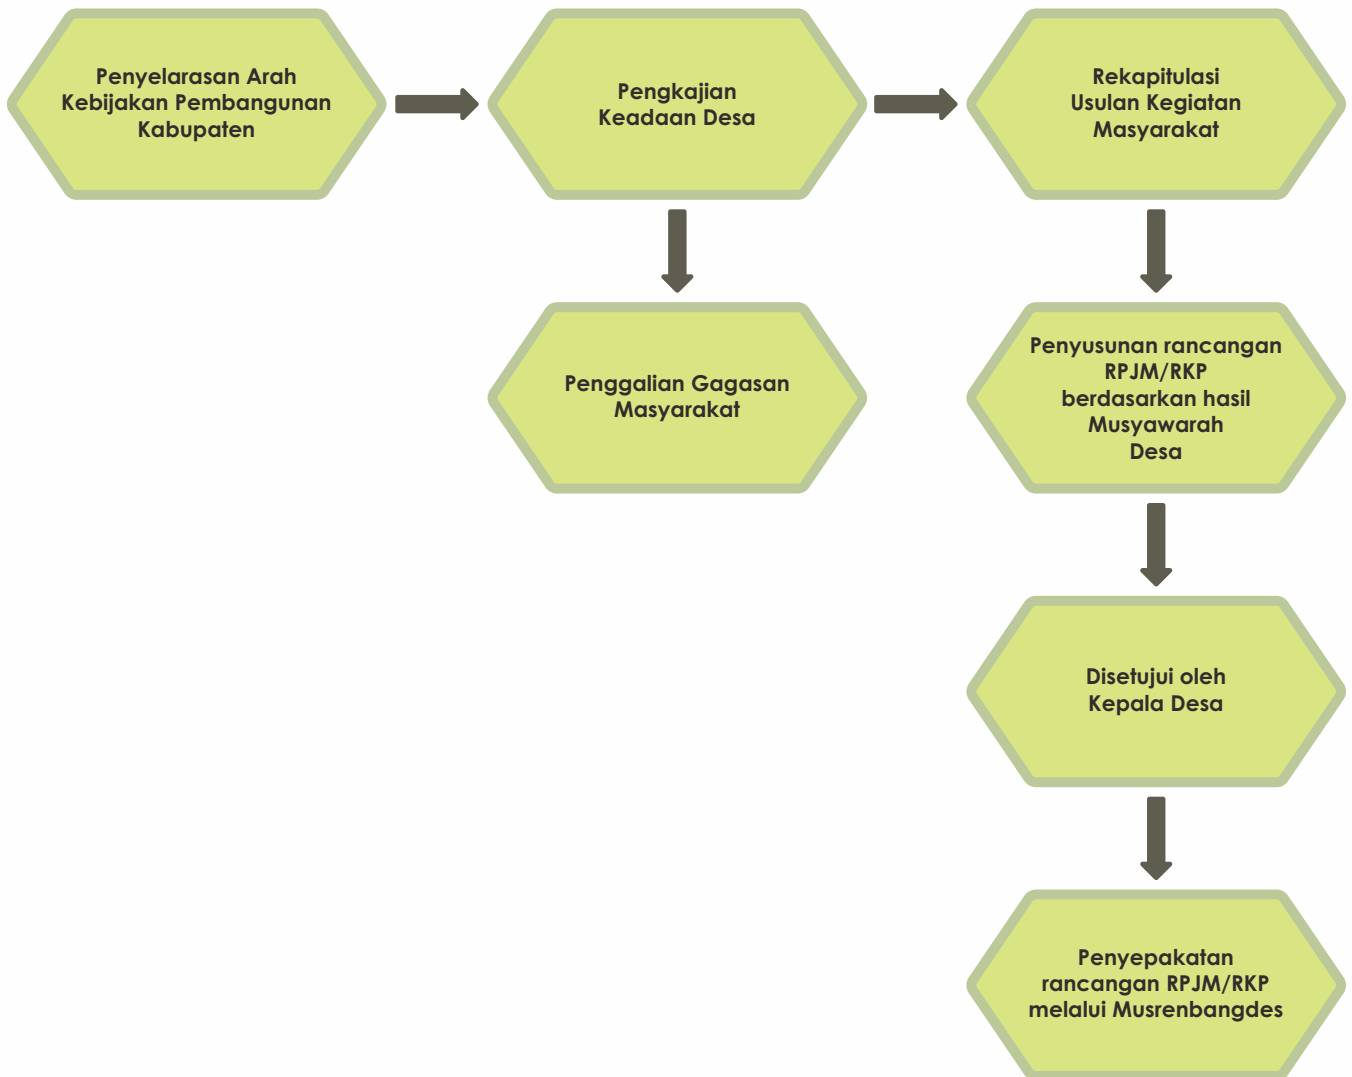 Penyelarasan Arah
Kebijakan Pembangunan
Kabupaten
Pengkajian
Keadaan Desa
Rekapitulasi
Usulan Kegiatan
Masyarakat
Penggalian Gagasan
Masyarakat
Penyusunan rancangan
RPJM/RKP
berdasarkan hasil
Musyawarah
Desa
Disetujui oleh
Kepala Desa
Penyepakatan
rancangan RPJM/RKP
melalui Musrenbangdes